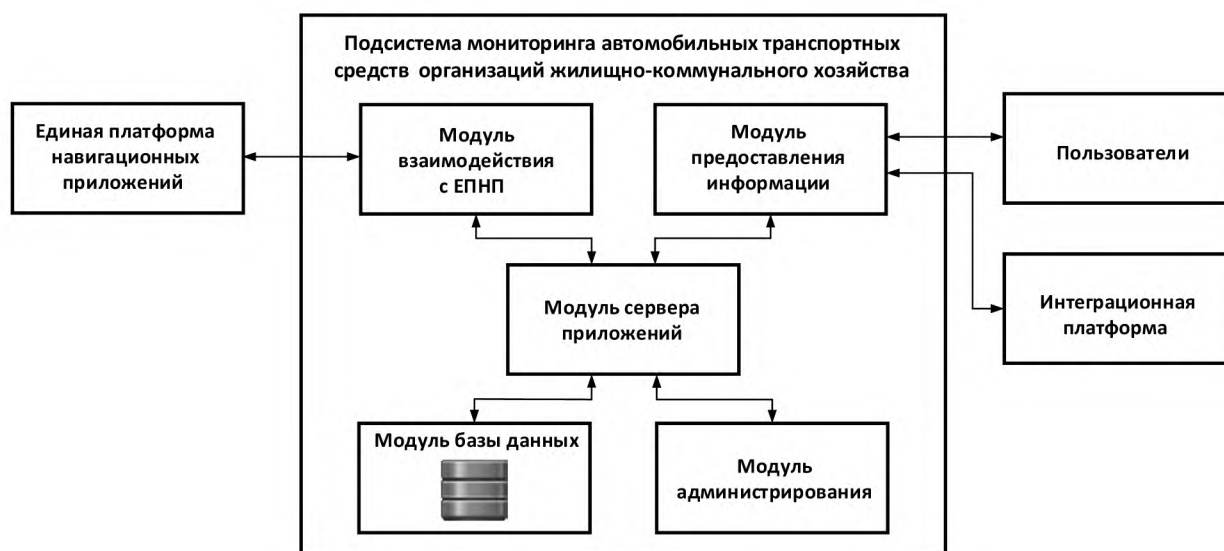 Подсистема мониторинга автомобильных транспортных
средств организаций жилищно-коммунального хозяйства
Единая платформа
навигационных
приложений
Модуль
взаимодействия
с ЕПНП
Модуль
предоставления
информации
Пользователи
Модуль сервера
приложений
Интеграционная
платформа
Модуль базы данных
Модуль
администрирования